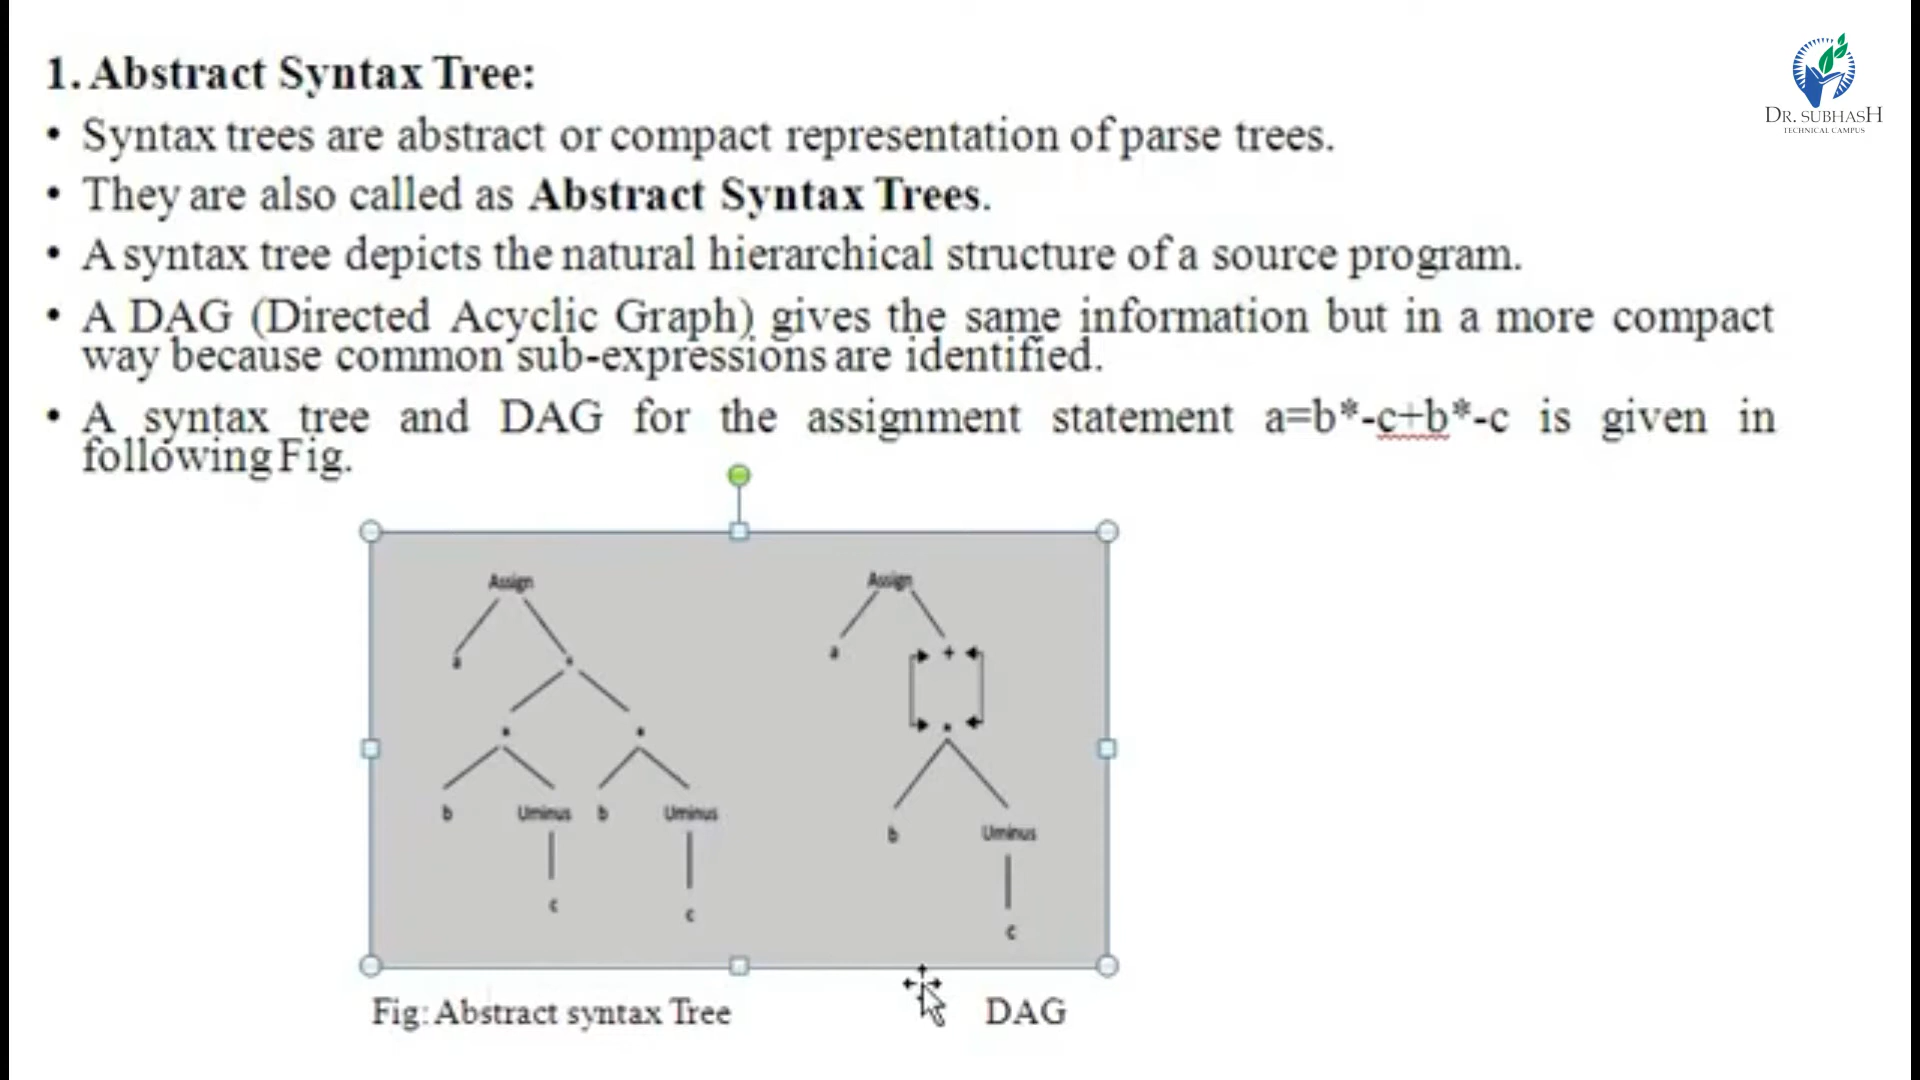 DR. SUBHASH
TECHNICAL CAMPUS
1. Abstract Syntax Tree:
• Syntax trees are abstract or compact representation of parse trees.
• They are also called as Abstract Syntax Trees.
• A syntax tree depicts the natural hierarchical structure of a source program.
• A DAG (Directed Acyclic Graph) gives the same information but in a more compact
way because common sub-expressions are identified.
• A syntax tree and DAG for the assignment statement a=b*-c+b*-c is given in
following Fig.
Assign Assign
a a +
b Uminus b Uminus b Uminus
c c c
Fig: Abstract syntax Tree DAG